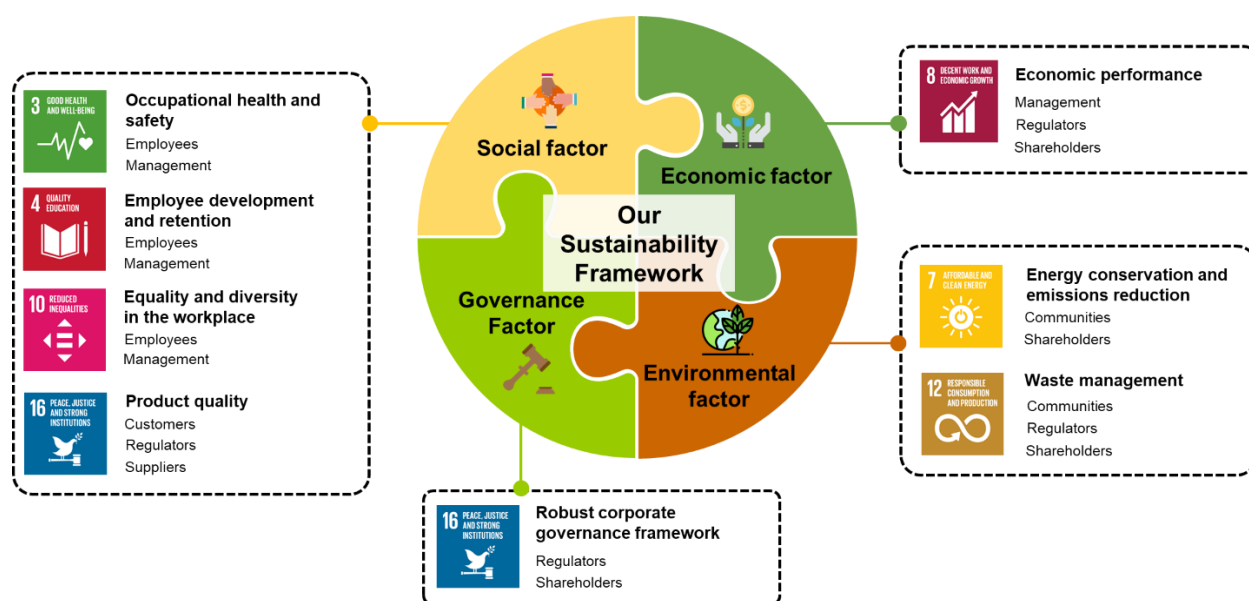 3 GOOD HEALTH
AND WELL-BEING
Occupational health and
safety
Employees
Management
4 QUALITY
EDUCATION
Employee development
and retention
Employees
Management
10 REDUCED
INEQUALITIES
Equality and diversity
in the workplace
Employees
Management
16 PEACE, JUSTICE
AND STRONG
INSTITUTIONS
Product quality
Customers
Regulators
Suppliers
Social factor
Economic factor
Our
Sustainability
Framework
Governance
Factor
Environmental
factor
8 DECENT WORK AND
ECONOMIC GROWTH
Economic performance
Management
Regulators
Shareholders
7 AFFORDABLE AND
CLEAN ENERGY
Energy conservation and
emissions reduction
Communities
Shareholders
12 RESPONSIBLE
CONSUMPTION
AND PRODUCTION
Waste management
Communities
Regulators
Shareholders
16 PEACE, JUSTICE
AND STRONG
INSTITUTIONS
Robust corporate
governance framework
Regulators
Shareholders